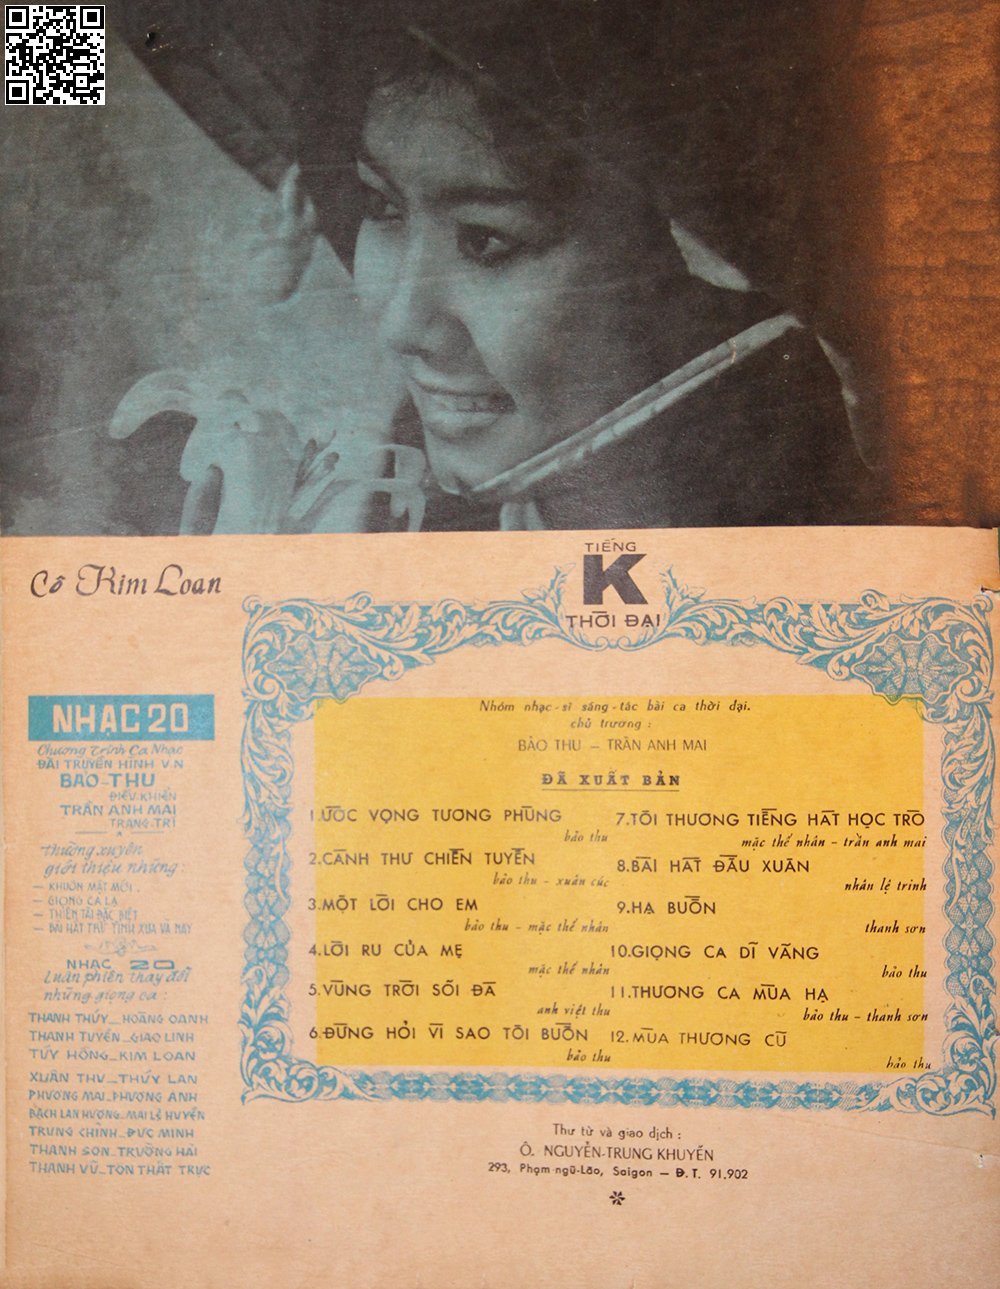 Cô Kim Loan
TIẾNG
K
THỜI ĐẠI
NHẠC 20
Chương Trình Ca Nhạc
ĐÀI TRUYỀN HÌNH V.N
BẢO-THU
ĐIỀU KHIỂN
TRẦN ANH MAI
TRANG-TRÍ
Thường xuyên
giới thiệu những:
— KHUÔN MẶT MỚI.
— GIỌNG CA LẠ
— THIÊN TÀI ĐẶC BIỆT
— BÀI HÁT TRỮ TÌNH XƯA VÀ NAY
NHẠC 20
Luân phiên thay đổi
những giọng ca:
THANH THÚY_HOÀNG OANH
THANH TUYỀN_GIAO LINH
TÚY HỒNG_KIM LOAN
XUÂN THU_THÚY LAN
PHƯƠNG MAI_PHƯỢNG ANH
BẠCH LAN HƯƠNG_MAI LỆ HUYỀN
TRUNG CHỈNH_ĐỨC MINH
THANH SƠN_TRƯỜNG HẢI
THANH VŨ_TÔN THẤT TRỰC
Nhóm nhạc-sĩ sáng-tác bài ca thời đại.
chủ trương :
BẢO THU – TRẦN ANH MAI
ĐÃ XUẤT BẢN
1.ƯỚC VỌNG TƯƠNG PHÙNG
bảo thu
2.CÁNH THƯ CHIẾN TUYẾN
bảo thu - xuân cúc
3.MỘT LỜI CHO EM
bảo thu - mặc thế nhân
4.LỜI RU CỦA MẸ
mặc thế nhân
5.VÙNG TRỜI SỎI ĐÁ
anh việt thu
6.ĐỪNG HỎI VÌ SAO TÔI BUỒN
bảo thu
7.TÔI THƯƠNG TIẾNG HÁT HỌC TRÒ
mặc thế nhân - trần anh mai
8.BÀI HÁT ĐẦU XUÂN
nhân lệ trinh
9.HẠ BUỒN
thanh sơn
10.GIỌNG CA DĨ VÃNG
bảo thu
11.THƯƠNG CA MÙA HẠ
bảo thu - thanh sơn
12.MÙA THƯƠNG CŨ
bảo thu
Thư từ và giao dịch :
Ô. NGUYỄN-TRUNG KHUYẾN
293, Phạm ngũ-Lão, Saigon — Đ.T. 91.902